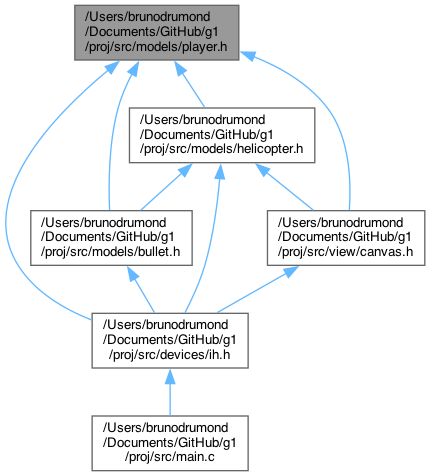 /Users/brunodrumond
/Documents/GitHub/g1
/proj/src/models/player.h
/Users/brunodrumond
/Documents/GitHub/g1
/proj/src/models/helicopter.h
/Users/brunodrumond
/Documents/GitHub/g1
/proj/src/models/bullet.h
/Users/brunodrumond
/Documents/GitHub/g1
/proj/src/view/canvas.h
/Users/brunodrumond
/Documents/GitHub/g1
/proj/src/devices/ih.h
/Users/brunodrumond
/Documents/GitHub/g1
/proj/src/main.c